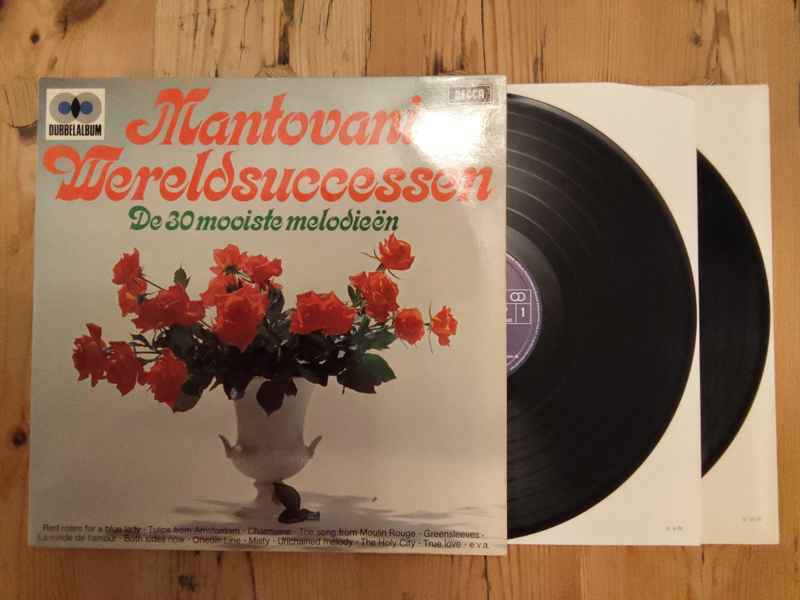 DUBBELALBUM
Mantovani
DECCA
Wereldsuccessen
De 30 mooiste melodieën
1
Red roses for a blue lady - Tulips from Amsterdam - Charmaine - The song from Moulin Rouge - Greensleeves -
La ronde de l'amour - Both sides now - Onedin Line - Misty - Unchained melody - The Holy City - True love - e.v.a.